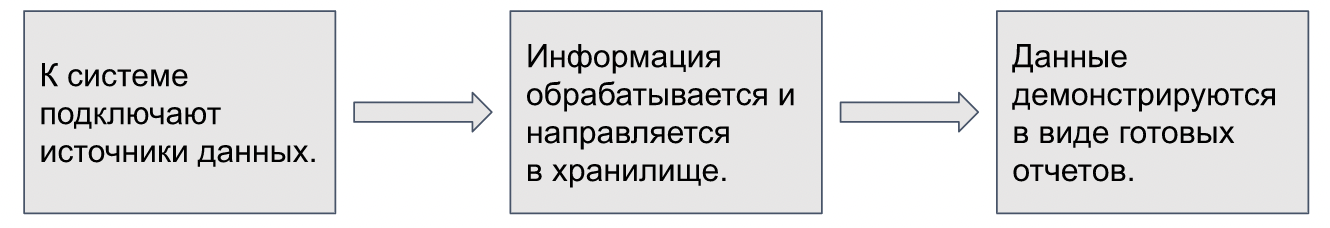 К системе
подключают
источники данных.
Информация
обрабатывается и
направляется
в хранилище.
Данные
демонстрируются
в виде готовых
отчетов.